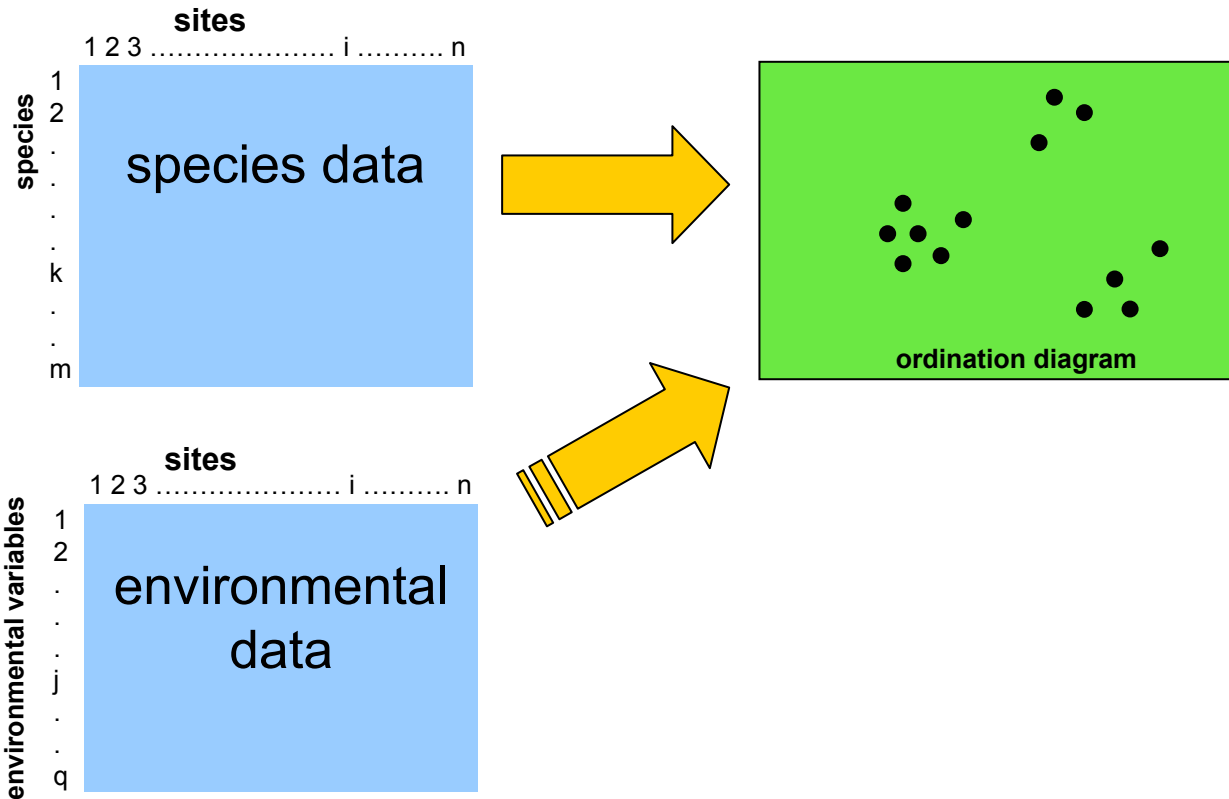 sites
1 2 3 ..................... i .......... n
species
1
2
.
.
.
.
k
.
.
m
species data
ordination diagram
sites
1 2 3 ..................... i .......... n
environmental variables
1
2
.
.
.
j
.
.
q
environmental
data